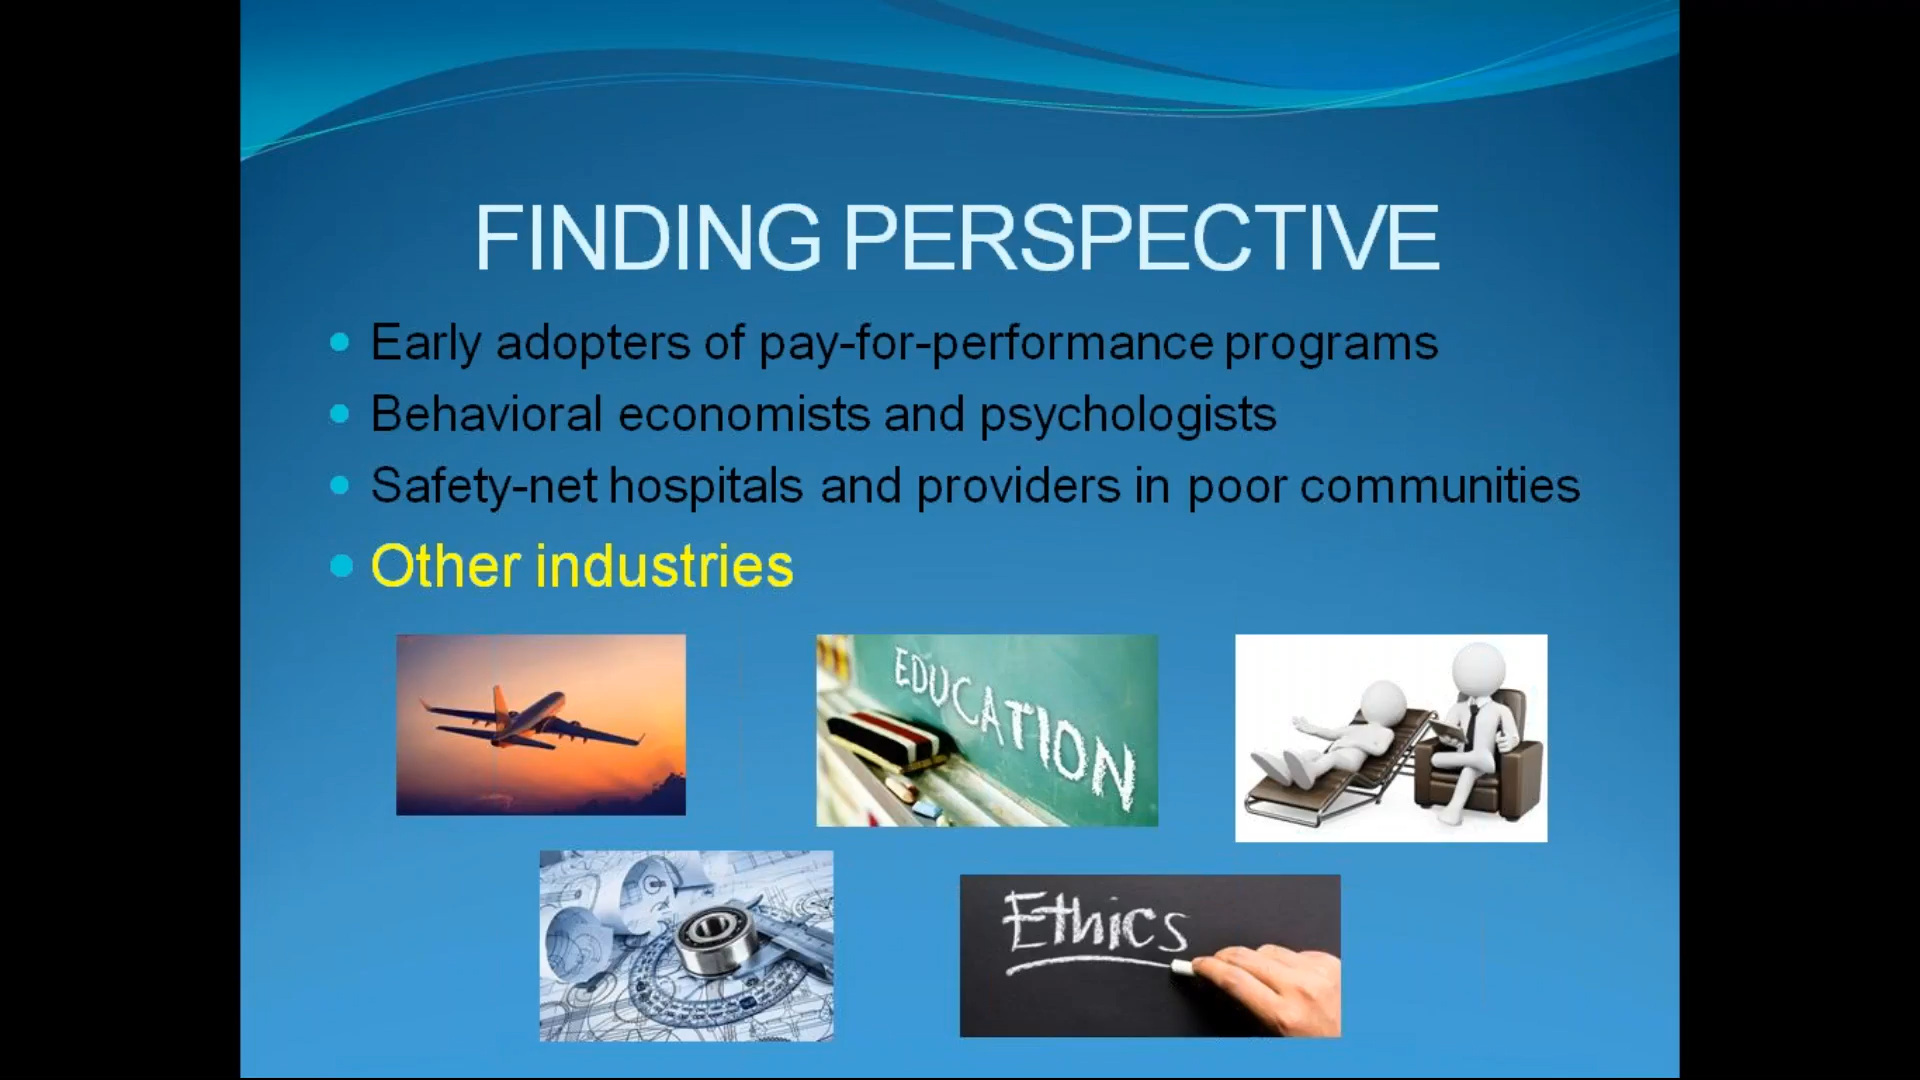 FINDING PERSPECTIVE
Early adopters of pay-for-performance programs
Behavioral economists and psychologists
Safety-net hospitals and providers in poor communities
Other industries
EDUCATION
Ethics